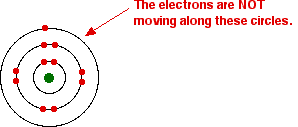 The electrons are NOT
moving along these circles.